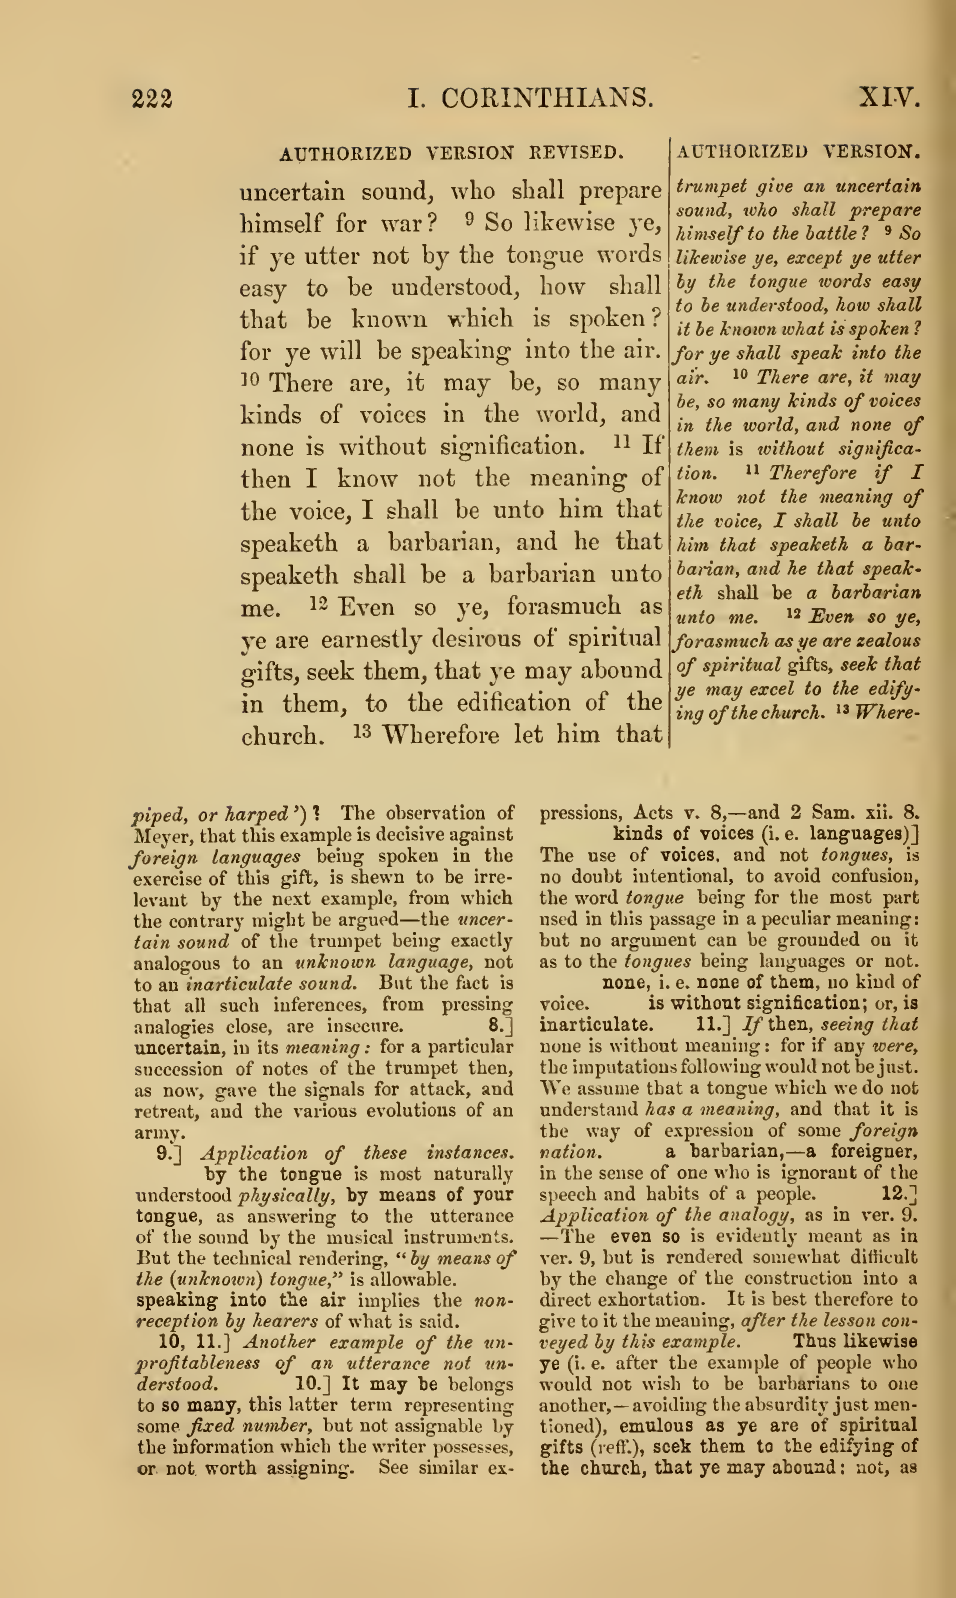 222
I. CORINTHIANS.
XIV.
AUTHORIZED VERSION REVISED.
uncertain sound, who shall prepare
himself for war? 9 So likewise ye,
if ye utter not by the tongue words
easy to be understood, how shall
that be known which is spoken?
for ye will be speaking into the air.
10 There are, it may be, so many
kinds of voices in the world, and
none is without signification. 11 If
then I know not the meaning of
the voice, I shall be unto him that
speaketh a barbarian, and he that
speaketh shall be a barbarian unto
me. 12 Even so ye, forasmuch as
ye are earnestly desirous of spiritual
gifts, seek them, that ye may abound
in them, to the edification of the
church. 13 Wherefore let him that
AUTHORIZED VERSION.
trumpet give an uncertain
sound, who shall prepare
himself to the battle? 9 So
likewise ye, except ye utter
by the tongue words easy
to be understood, how shall
it be known what is spoken?
for ye shall speak into the
air. 10 There are, it may
be, so many kinds of voices
in the world, and none of
them is without significa-
tion. 11 Therefore if I
know not the meaning of
the voice, I shall be unto
him that speaketh a bar-
barian, and he that speak-
eth shall be a barbarian
unto me. 12 Even so ye,
forasmuch as ye are zealous
of spiritual gifts, seek that
ye may excel to the edify-
ing of the church. 13 Where-
piped, or harped')? The observation of
Meyer, that this example is decisive against
foreign languages being spoken in the
exercise of this gift, is shewn to be irre-
levant by the next example, from which
the contrary might be argued—the uncer-
tain sound of the trumpet being exactly
analogous to an unknown language, not
to an inarticulate sound. But the fact is
that all such inferences, from pressing
analogies close, are insecure. 8.]
uncertain, in its meaning: for a particular
succession of notes of the trumpet then,
as now, gave the signals for attack, and
retreat, and the various evolutions of an
army.
9.] Application of these instances.
by the tongue is most naturally
understood physically, by means of your
tongue, as answering to the utterance
of the sound by the musical instruments.
But the technical rendering, "by means of
the (unknown) tongue," is allowable.
speaking into the air implies the non-
reception by hearers of what is said.
10, 11.] Another example of the un-
profitableness of an utterance not un-
derstood. 10.] It may be belongs
to so many, this latter term representing
some fixed number, but not assignable by
the information which the writer possesses,
or not worth assigning. See similar ex-
pressions, Acts v. 8,—and 2 Sam. xii. 8.
kinds of voices (i. e. languages)]
The use of voices, and not tongues, is
no doubt intentional, to avoid confusion,
the word tongue being for the most part
used in this passage in a peculiar meaning:
but no argument can be grounded on it
as to the tongues being languages or not.
none, i. e. none of them, no kind of
voice. is without signification; or, is
inarticulate. 11.] If then, seeing that
none is without meaning: for if any were,
the imputations following would not be just.
We assume that a tongue which we do not
understand has a meaning, and that it is
the way of expression of some foreign
nation. a barbarian,—a foreigner,
in the sense of one who is ignorant of the
speech and habits of a people. 12.]
Application of the analogy, as in ver. 9.
—The even so is evidently meant as in
ver. 9, but is rendered somewhat difficult
by the change of the construction into a
direct exhortation. It is best therefore to
give to it the meaning, after the lesson con-
veyed by this example. Thus likewise
ye (i. e. after the example of people who
would not wish to be barbarians to one
another,—avoiding the absurdity just men-
tioned), emulous as ye are of spiritual
gifts (reff.), seek them to the edifying of
the church, that ye may abound: not, as